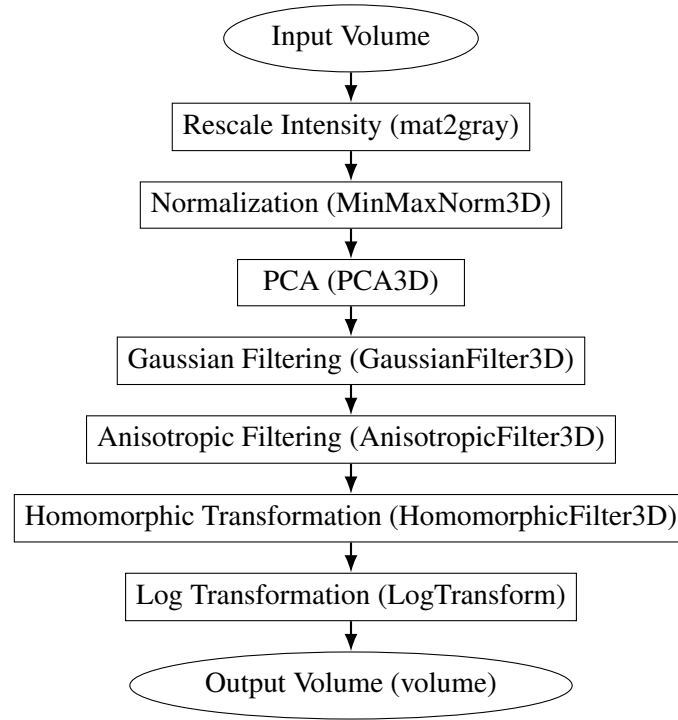 Input Volume
Rescale Intensity (mat2gray)
Normalization (MinMaxNorm3D)
PCA (PCA3D)
Gaussian Filtering (GaussianFilter3D)
Anisotropic Filtering (AnisotropicFilter3D)
Homomorphic Transformation (HomomorphicFilter3D)
Log Transformation (LogTransform)
Output Volume (volume)